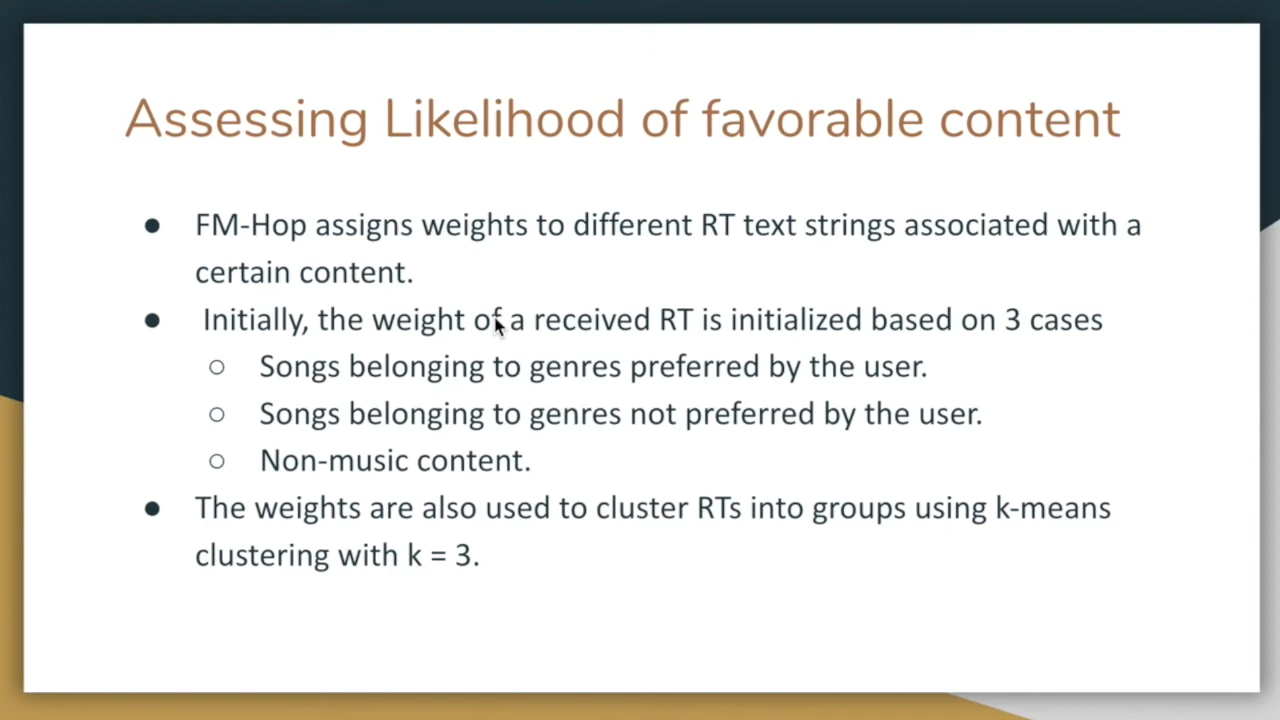 Assessing Likelihood of favorable content
● FM-Hop assigns weights to different RT text strings associated with a
certain content.
● Initially, the weight of a received RT is initialized based on 3 cases
○ Songs belonging to genres preferred by the user.
○ Songs belonging to genres not preferred by the user.
○ Non-music content.
● The weights are also used to cluster RTs into groups using k-means
clustering with k = 3.